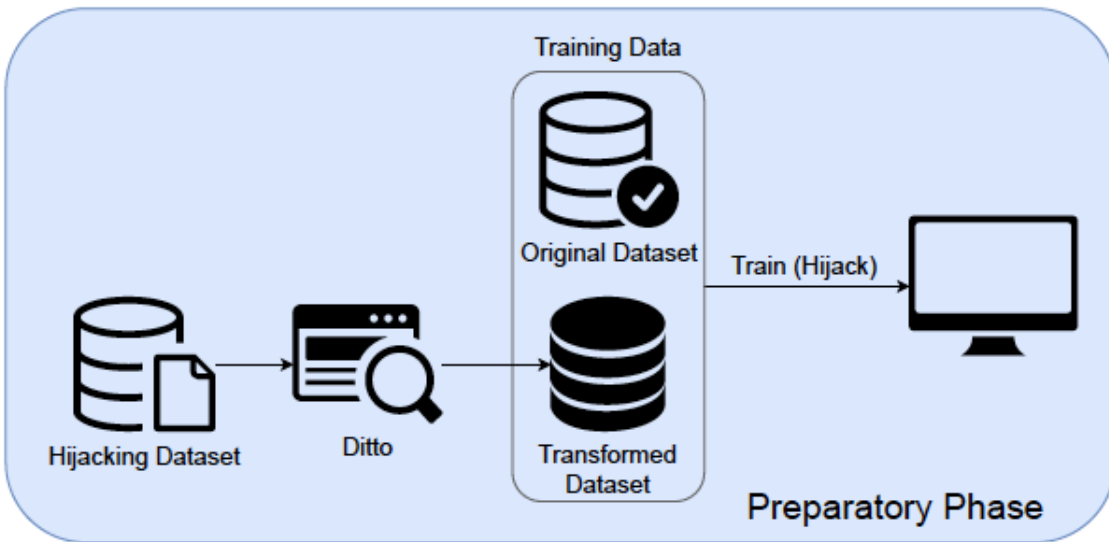 Training Data
Original Dataset
Train (Hijack)
Hijacking Dataset
Ditto
Transformed
Dataset
Preparatory Phase